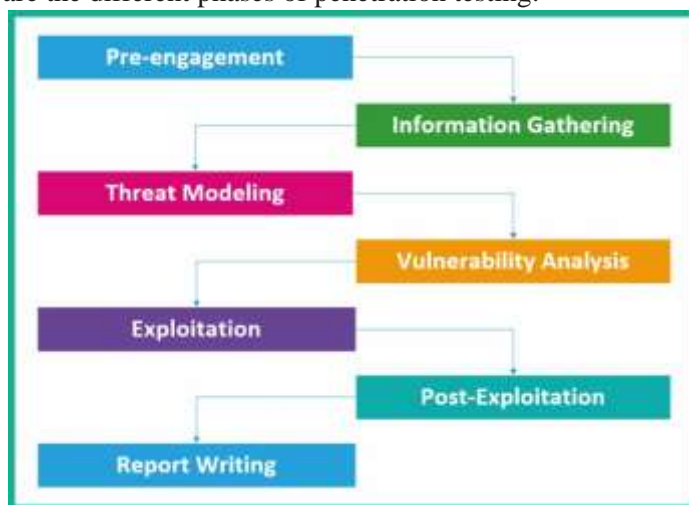 are the different phases of penetration testing:
Pre-engagement
Information Gathering
Threat Modeling
Vulnerability Analysis
Exploitation
Post-Exploitation
Report Writing